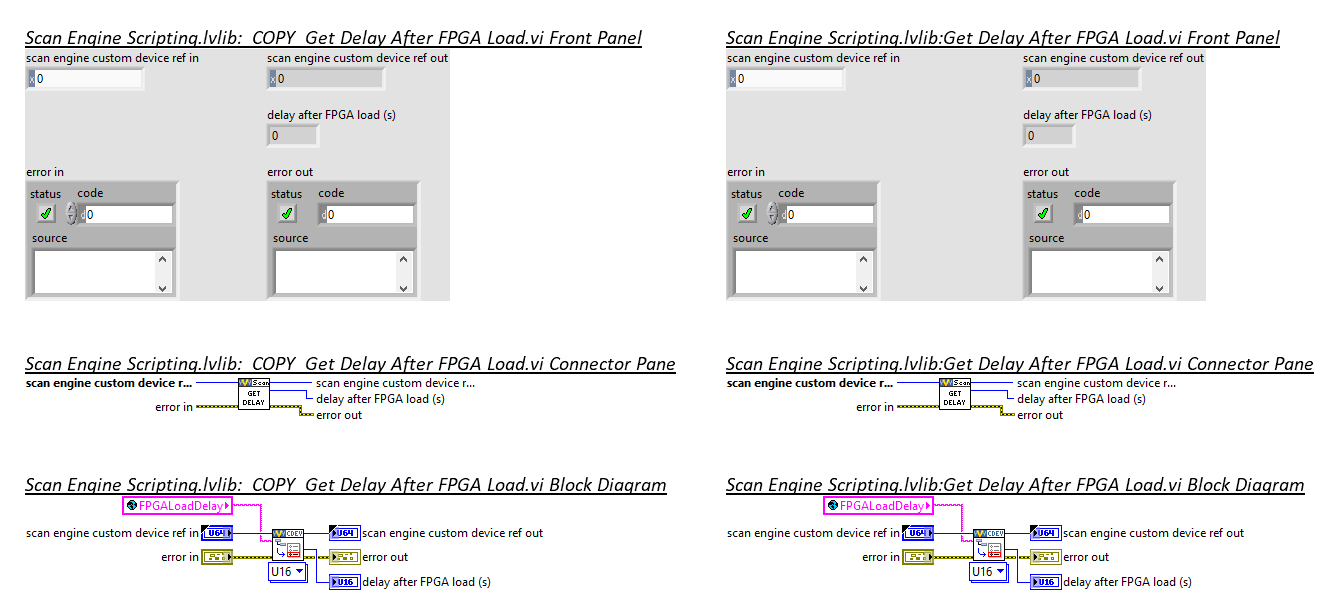 Scan Engine Scripting.lvlib:  COPY  Get Delay After FPGA Load.vi Front Panel
scan engine custom device ref in
scan engine custom device ref out
x 0
x 0
delay after FPGA load (s)
0
error in
error out
status
code
status
code
d 0
d 0
source
source
Scan Engine Scripting.lvlib:Get Delay After FPGA Load.vi Front Panel
scan engine custom device ref in
scan engine custom device ref out
x 0
x 0
delay after FPGA load (s)
0
error in
error out
status
code
status
code
d 0
d 0
source
source
Scan Engine Scripting.lvlib:  COPY  Get Delay After FPGA Load.vi Connector Pane
scan engine custom device r...
scan engine custom device r...
Scan
GET
DELAY
delay after FPGA load (s)
error in
error out
Scan Engine Scripting.lvlib:Get Delay After FPGA Load.vi Connector Pane
scan engine custom device r...
scan engine custom device r...
Scan
GET
DELAY
delay after FPGA load (s)
error in
error out
Scan Engine Scripting.lvlib:  COPY  Get Delay After FPGA Load.vi Block Diagram
FPGALoadDelay
scan engine custom device ref in
U64
CDEV
U64
scan engine custom device ref out
error in
error out
U16
U16
delay after FPGA load (s)
Scan Engine Scripting.lvlib:Get Delay After FPGA Load.vi Block Diagram
FPGALoadDelay
scan engine custom device ref in
U64
CDEV
U64
scan engine custom device ref out
error in
error out
U16
U16
delay after FPGA load (s)